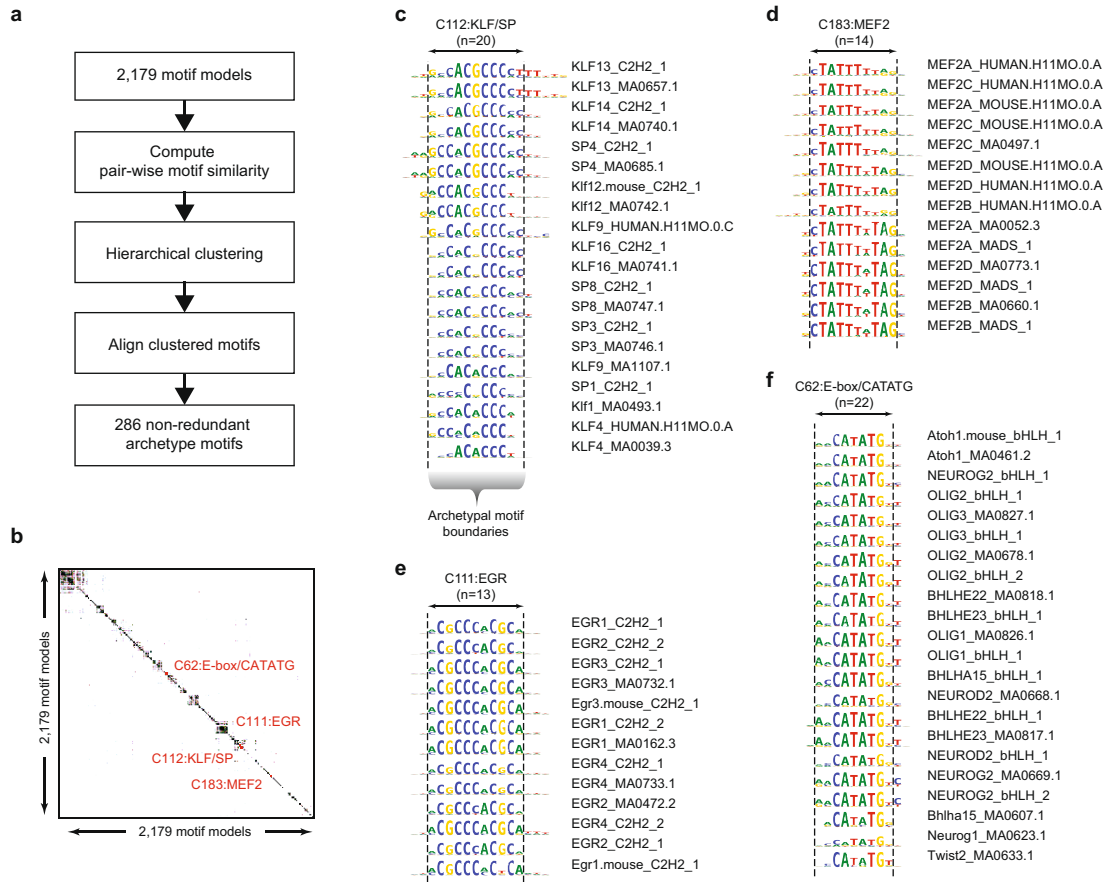 a
2,179 motif models
Compute
pair-wise motif similarity
Hierarchical clustering
Align clustered motifs
286 non-redundant
archetype motifs
b
2,179 motif models
C62:E-box/CATATG
C111:EGR
C112:KLF/SP
C183:MEF2
2,179 motif models
c
C112:KLF/SP
(n=20)
KLF13_C2H2_1
KLF13_MA0657.1
KLF14_C2H2_1
KLF14_MA0740.1
SP4_C2H2_1
SP4_MA0685.1
Klf12.mouse_C2H2_1
Klf12_MA0742.1
KLF9_HUMAN.H11MO.0.C
KLF16_C2H2_1
KLF16_MA0741.1
SP8_C2H2_1
SP8_MA0747.1
SP3_C2H2_1
SP3_MA0746.1
KLF9_MA1107.1
SP1_C2H2_1
Klf1_MA0493.1
KLF4_HUMAN.H11MO.0.A
KLF4_MA0039.3
Archetypal motif
boundaries
d
C183:MEF2
(n=14)
MEF2A_HUMAN.H11MO.0.A
MEF2C_HUMAN.H11MO.0.A
MEF2A_MOUSE.H11MO.0.A
MEF2C_MOUSE.H11MO.0.A
MEF2C_MA0497.1
MEF2D_MOUSE.H11MO.0.A
MEF2D_HUMAN.H11MO.0.A
MEF2B_HUMAN.H11MO.0.A
MEF2A_MA0052.3
MEF2A_MADS_1
MEF2D_MA0773.1
MEF2D_MADS_1
MEF2B_MA0660.1
MEF2B_MADS_1
e
C111:EGR
(n=13)
EGR1_C2H2_1
EGR2_C2H2_2
EGR3_C2H2_1
EGR3_MA0732.1
Egr3.mouse_C2H2_1
EGR1_C2H2_2
EGR1_MA0162.3
EGR4_C2H2_1
EGR4_MA0733.1
EGR2_MA0472.2
EGR4_C2H2_2
EGR2_C2H2_1
Egr1.mouse_C2H2_1
f
C62:E-box/CATATG
(n=22)
Atoh1.mouse_bHLH_1
Atoh1_MA0461.2
NEUROG2_bHLH_1
OLIG2_bHLH_1
OLIG3_MA0827.1
OLIG3_bHLH_1
OLIG2_MA0678.1
OLIG2_bHLH_2
BHLHE22_MA0818.1
BHLHE23_bHLH_1
OLIG1_MA0826.1
OLIG1_bHLH_1
BHLHA15_bHLH_1
NEUROD2_MA0668.1
BHLHE22_bHLH_1
BHLHE23_MA0817.1
NEUROD2_bHLH_1
NEUROG2_MA0669.1
NEUROG2_bHLH_2
Bhlha15_MA0607.1
Neurog1_MA0623.1
Twist2_MA0633.1